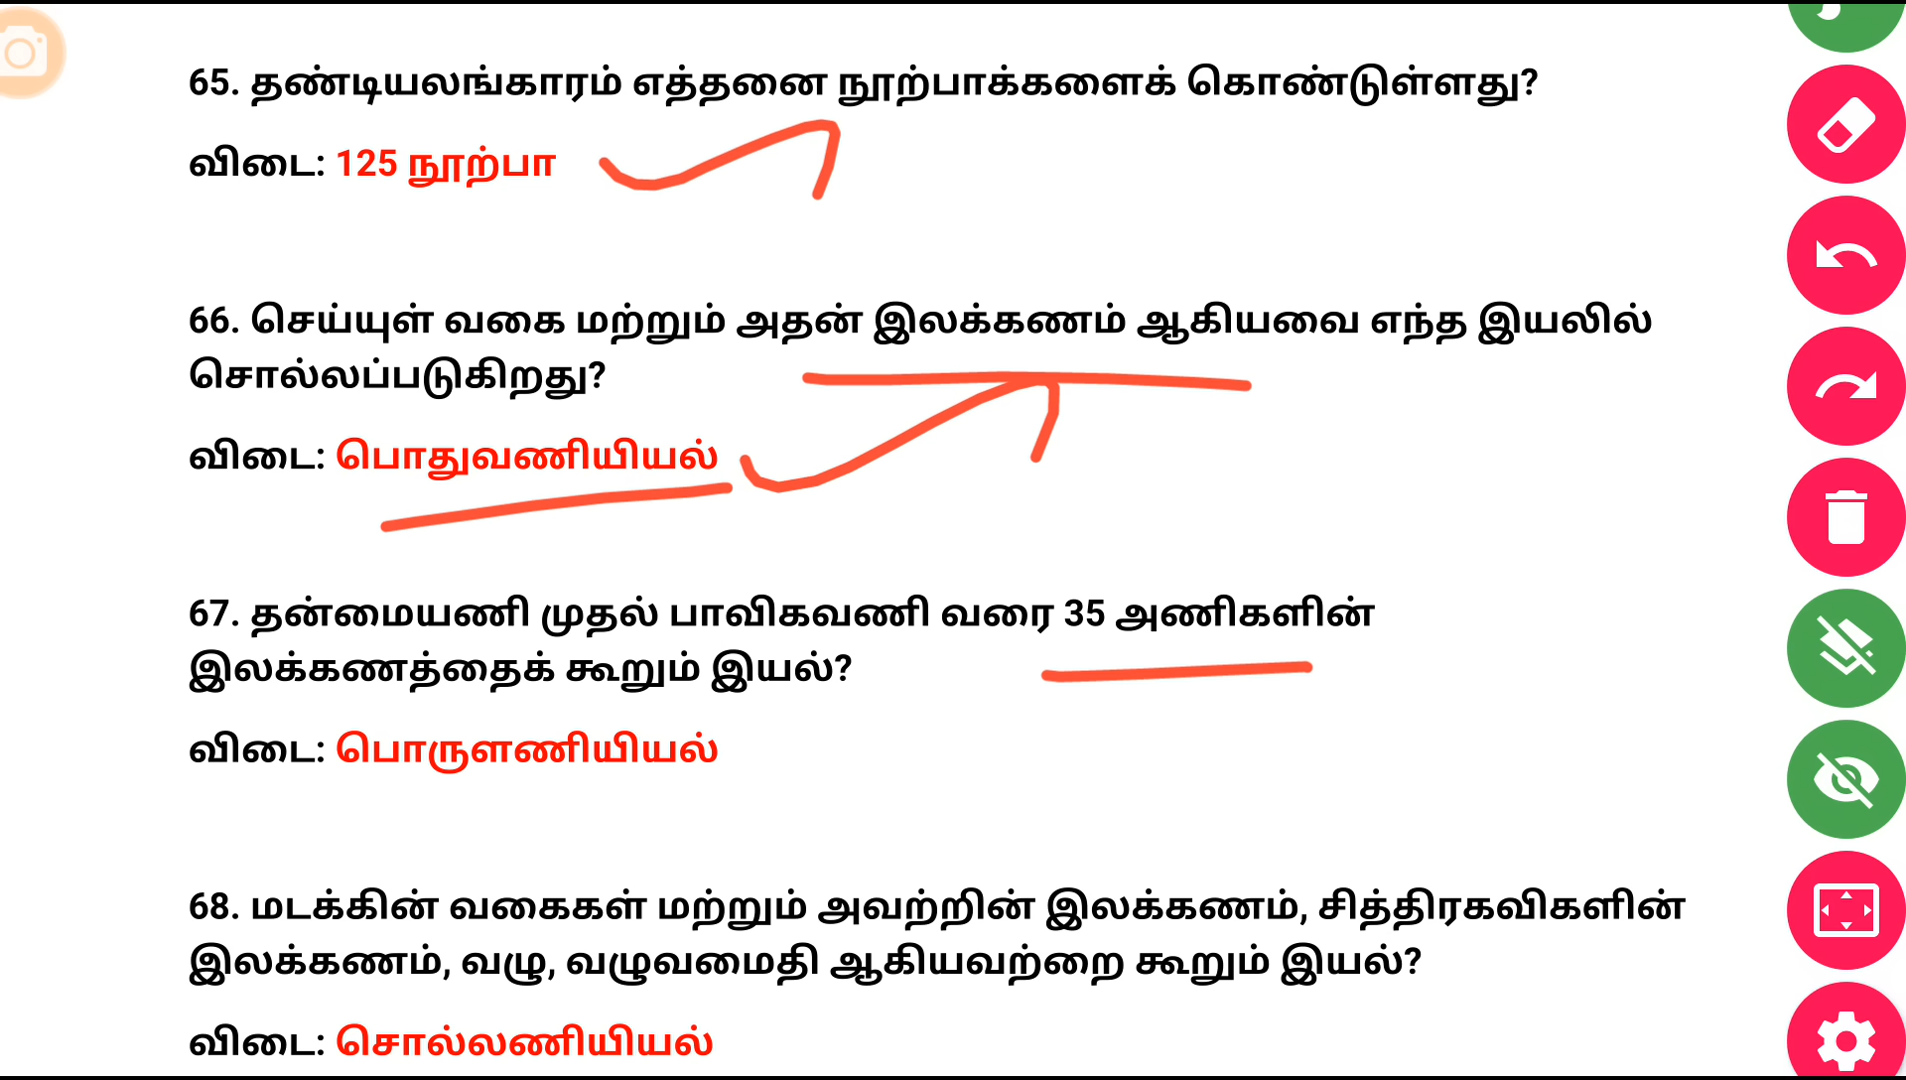 65. தண்டியலங்காரம் எத்தனை நூற்பாக்களைக் கொண்டுள்ளது?
விடை: 125 நூற்பா
66. செய்யுள் வகை மற்றும் அதன் இலக்கணம் ஆகியவை எந்த இயலில்
சொல்லப்படுகிறது?
விடை: பொதுவணியியல்
67. தன்மையணி முதல் பாவிகவணி வரை 35 அணிகளின்
இலக்கணத்தைக் கூறும் இயல்?
விடை: பொருளணியியல்
68. மடக்கின் வகைகள் மற்றும் அவற்றின் இலக்கணம், சித்திரகவிகளின்
இலக்கணம், வழு, வழுவமைதி ஆகியவற்றை கூறும் இயல்?
விடை: சொல்லணியியல்